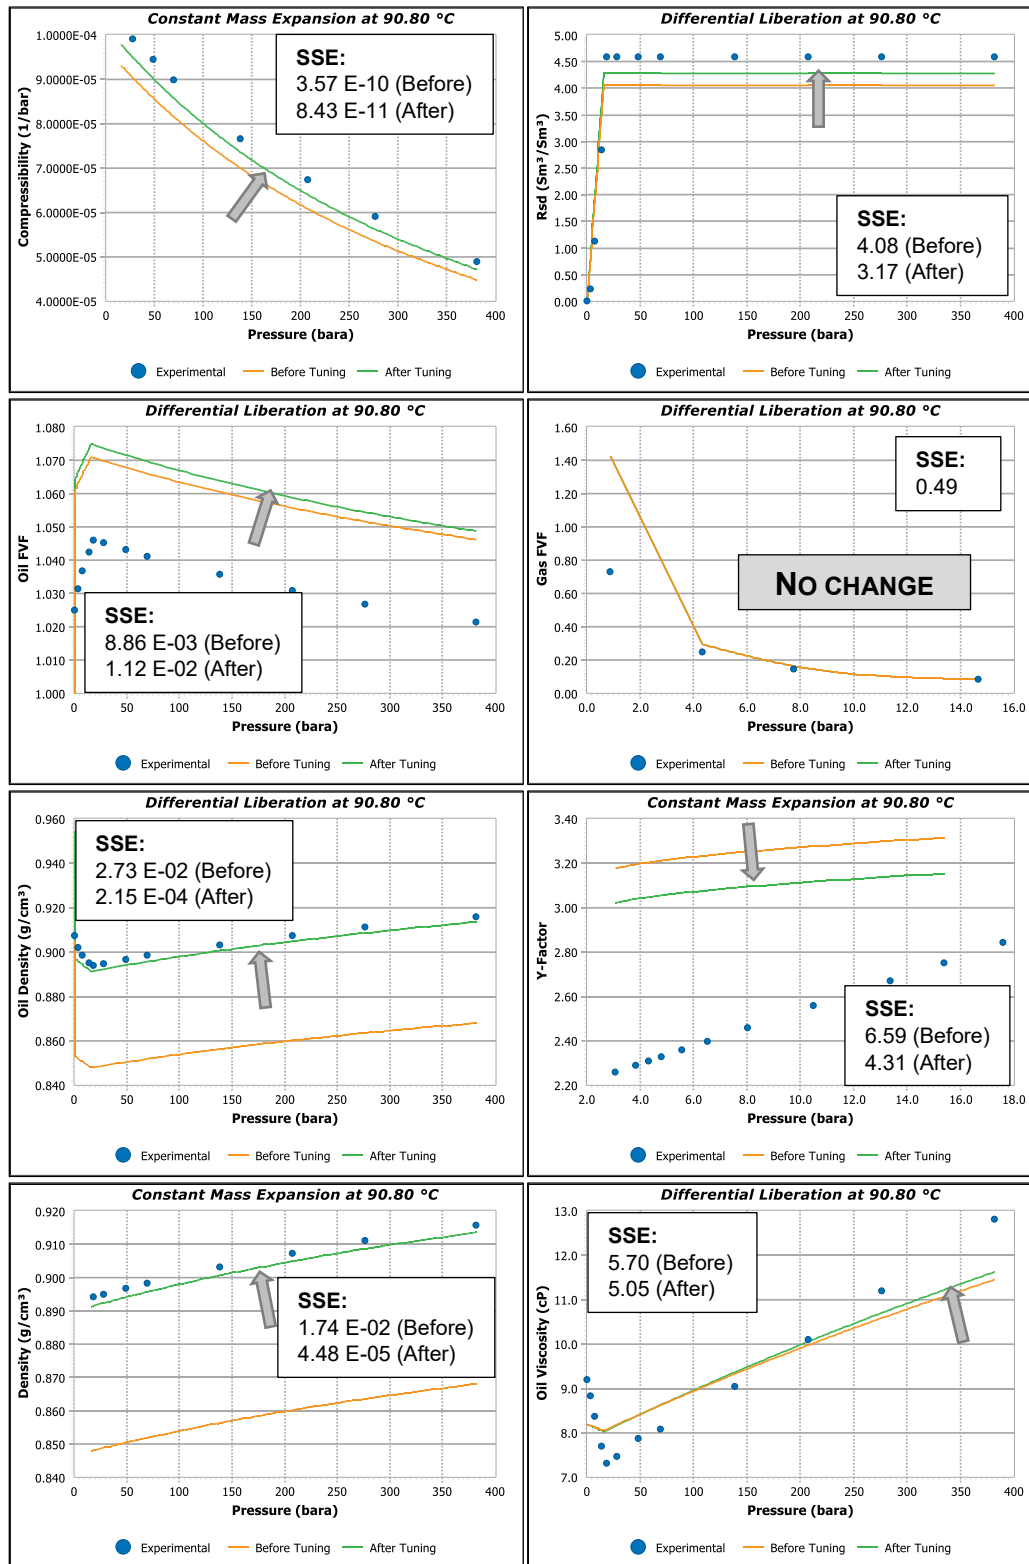 Constant Mass Expansion at 90.80 °C
1.0000E-04
9.0000E-05
8.0000E-05
7.0000E-05
6.0000E-05
5.0000E-05
4.0000E-05
Compressibility (1/bar)
SSE:
3.57 E-10 (Before)
8.43 E-11 (After)
0 50 100 150 200 250 300 350 400
Pressure (bara)
Experimental Before Tuning After Tuning
Differential Liberation at 90.80 °C
5.00
4.50
4.00
3.50
3.00
2.50
2.00
1.50
1.00
0.50
0.00
Rsd (Sm³/Sm³)
SSE:
4.08 (Before)
3.17 (After)
0 50 100 150 200 250 300 350 400
Pressure (bara)
Experimental Before Tuning After Tuning
Differential Liberation at 90.80 °C
1.080
1.070
1.060
1.050
1.040
1.030
1.020
1.010
1.000
Oil FVF
SSE:
8.86 E-03 (Before)
1.12 E-02 (After)
0 50 100 150 200 250 300 350 400
Pressure (bara)
Experimental Before Tuning After Tuning
Differential Liberation at 90.80 °C
1.60
1.40
1.20
1.00
0.80
0.60
0.40
0.20
0.00
Gas FVF
SSE:
0.49
NO CHANGE
0.0 2.0 4.0 6.0 8.0 10.0 12.0 14.0 16.0
Pressure (bara)
Experimental Before Tuning After Tuning
Differential Liberation at 90.80 °C
0.960
0.940
0.920
0.900
0.880
0.860
0.840
Oil Density (g/cm³)
SSE:
2.73 E-02 (Before)
2.15 E-04 (After)
0 50 100 150 200 250 300 350 400
Pressure (bara)
Experimental Before Tuning After Tuning
Constant Mass Expansion at 90.80 °C
3.40
3.20
3.00
2.80
2.60
2.40
2.20
Y-Factor
SSE:
6.59 (Before)
4.31 (After)
2.0 4.0 6.0 8.0 10.0 12.0 14.0 16.0 18.0
Pressure (bara)
Experimental Before Tuning After Tuning
Constant Mass Expansion at 90.80 °C
0.920
0.910
0.900
0.890
0.880
0.870
0.860
0.850
0.840
Density (g/cm³)
SSE:
1.74 E-02 (Before)
4.48 E-05 (After)
0 50 100 150 200 250 300 350 400
Pressure (bara)
Experimental Before Tuning After Tuning
Differential Liberation at 90.80 °C
13.0
12.0
11.0
10.0
9.0
8.0
7.0
Oil Viscosity (cP)
SSE:
5.70 (Before)
5.05 (After)
0 50 100 150 200 250 300 350 400
Pressure (bara)
Experimental Before Tuning After Tuning